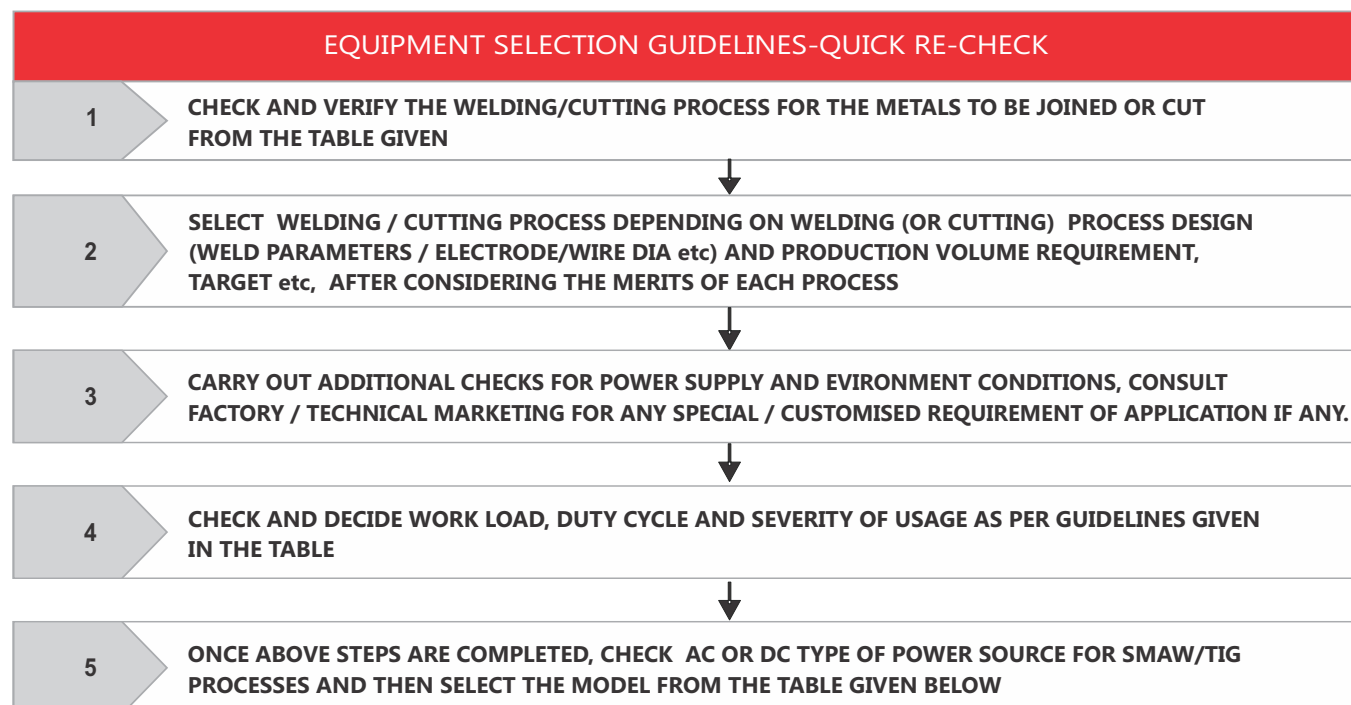 EQUIPMENT SELECTION GUIDELINES-QUICK RE-CHECK
1
CHECK AND VERIFY THE WELDING/CUTTING PROCESS FOR THE METALS TO BE JOINED OR CUT
FROM THE TABLE GIVEN
2
SELECT WELDING / CUTTING PROCESS DEPENDING ON WELDING (OR CUTTING) PROCESS DESIGN
(WELD PARAMETERS / ELECTRODE/WIRE DIA etc) AND PRODUCTION VOLUME REQUIREMENT,
TARGET etc, AFTER CONSIDERING THE MERITS OF EACH PROCESS
3
CARRY OUT ADDITIONAL CHECKS FOR POWER SUPPLY AND EVIRONMENT CONDITIONS, CONSULT
FACTORY / TECHNICAL MARKETING FOR ANY SPECIAL / CUSTOMISED REQUIREMENT OF APPLICATION IF ANY.
4
CHECK AND DECIDE WORK LOAD, DUTY CYCLE AND SEVERITY OF USAGE AS PER GUIDELINES GIVEN
IN THE TABLE
5
ONCE ABOVE STEPS ARE COMPLETED, CHECK AC OR DC TYPE OF POWER SOURCE FOR SMAW/TIG
PROCESSES AND THEN SELECT THE MODEL FROM THE TABLE GIVEN BELOW